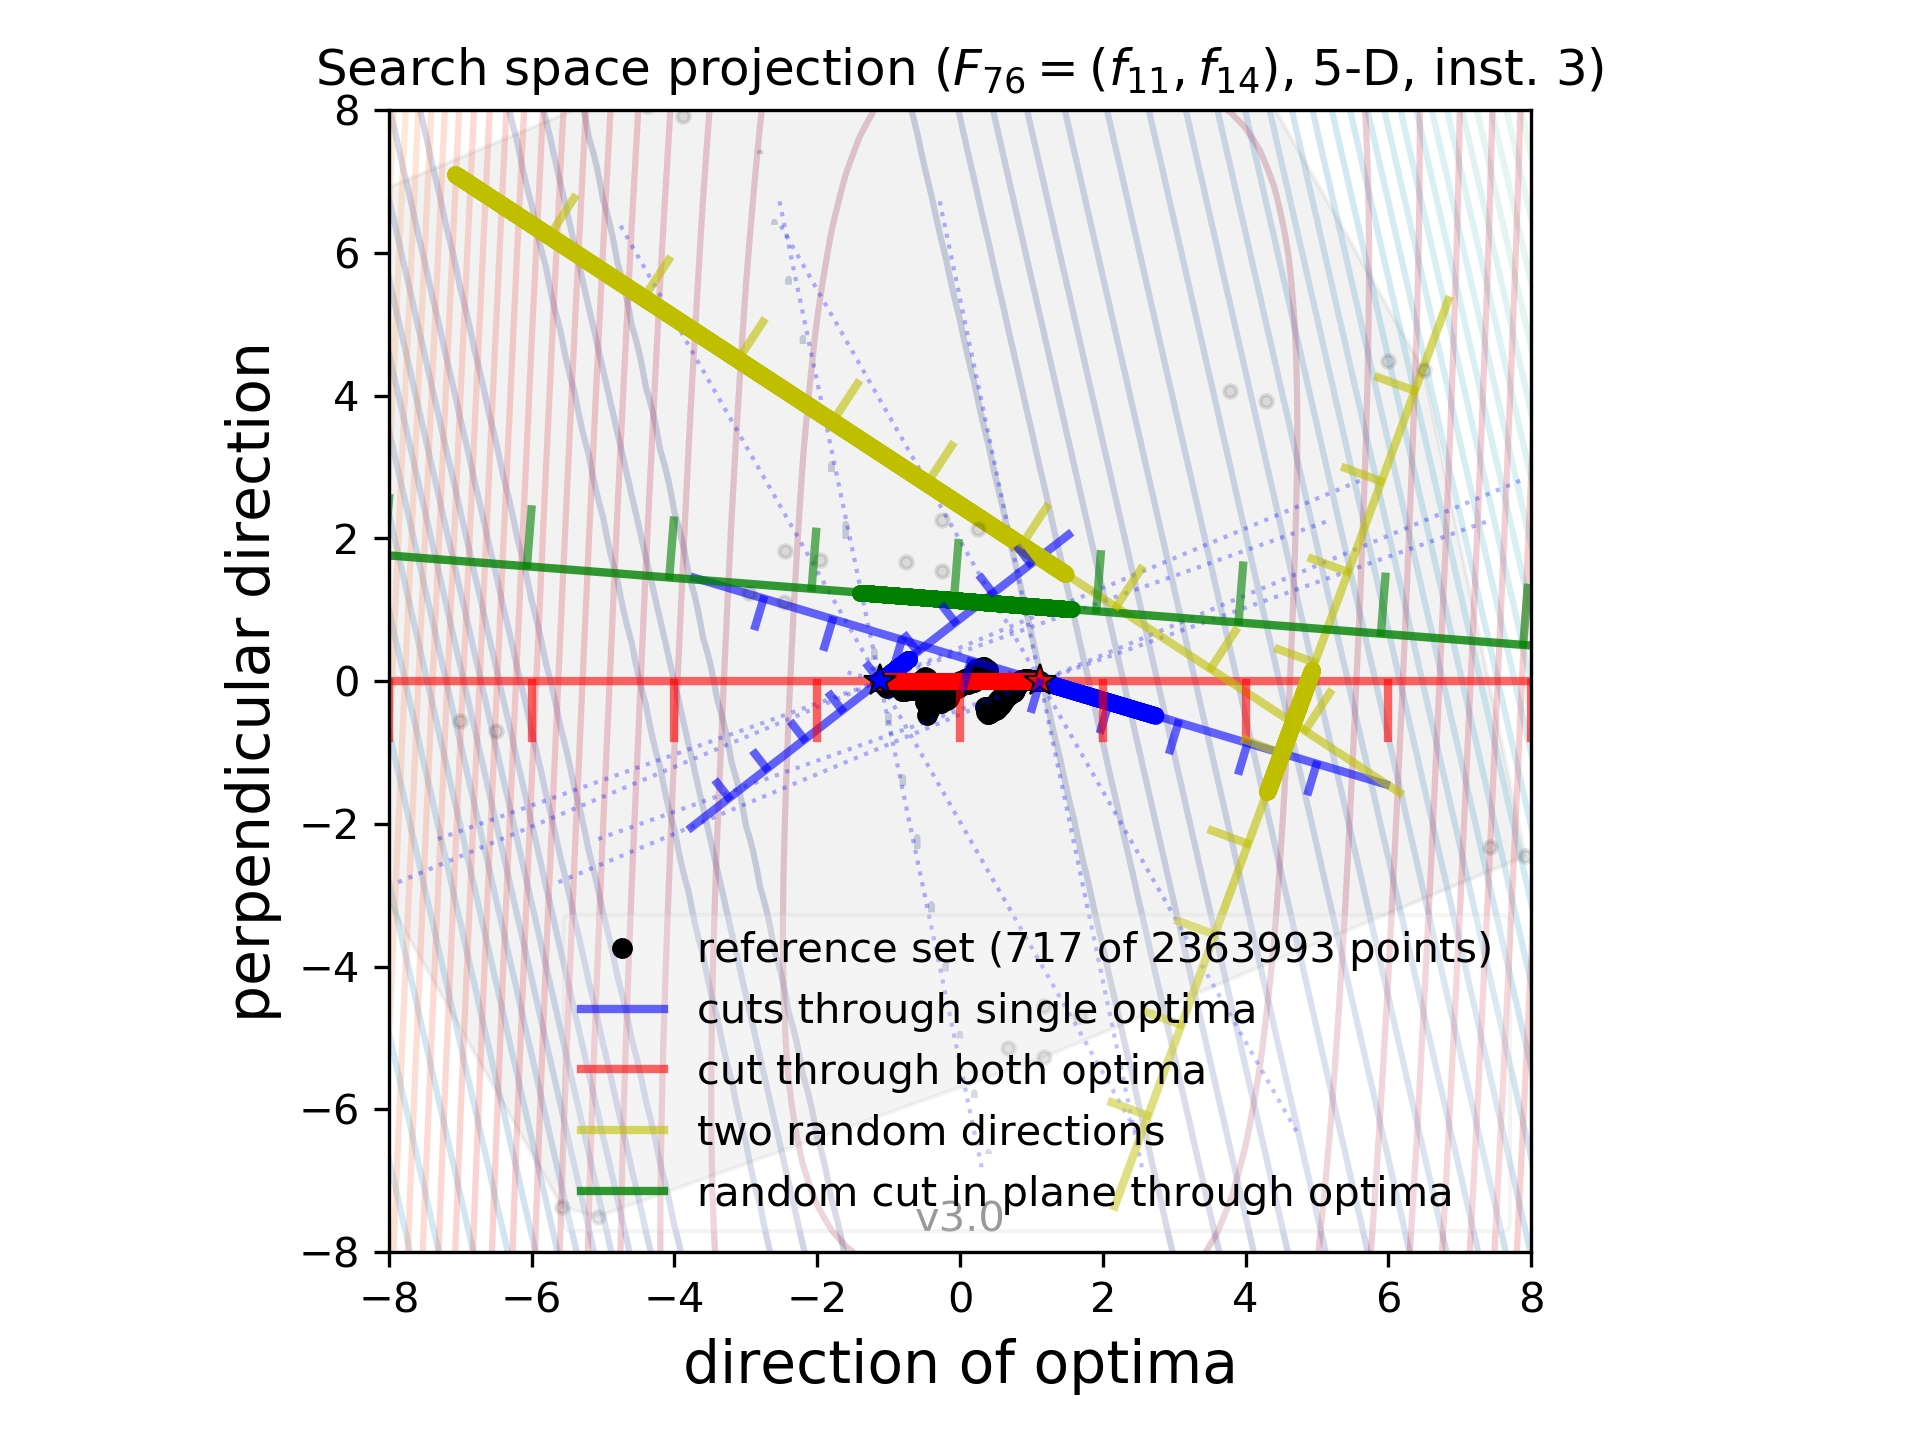 Search space projection (F₇₆ = (f₁₁, f₁₄), 5-D, inst. 3)
8
6
4
2
0
−2
−4
−6
−8
perpendicular direction
reference set (717 of 2363993 points)
cuts through single optima
cut through both optima
two random directions
random cut in plane through optima
v3.0
−8 −6 −4 −2 0 2 4 6 8
direction of optima